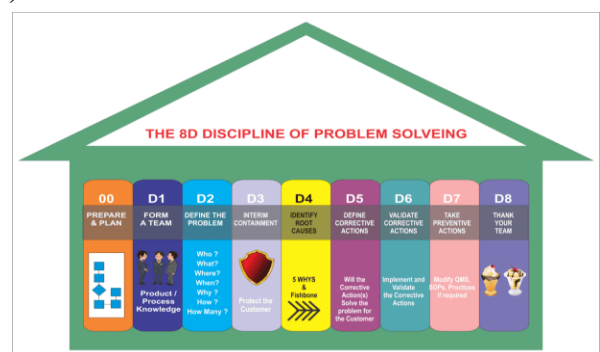 )
THE 8D DISCIPLINE OF PROBLEM SOLVEING
00
PREPARE
& PLAN
D1
FORM
A TEAM
Product /
Process
Knowledge
D2
DEFINE THE
PROBLEM
Who ?
What?
Where?
When?
Why ?
How ?
How Many ?
D3
INTERIM
CONTAINMENT
Protect the
Customer
D4
IDENTIFY
ROOT
CAUSES
5 WHYS
&
Fishbone
D5
DEFINE
CORRECTIVE
ACTIONS
Will the
Corrective
Action(s)
Solve the
problem for
the Customer
D6
VALIDATE
CORRECTIVE
ACTIONS
Implement and
Validate
the Corrective
Actions
D7
TAKE
PREVENTIVE
ACTIONS
Modify QMS,
SOPs, Practices
if required
D8
THANK
YOUR
TEAM